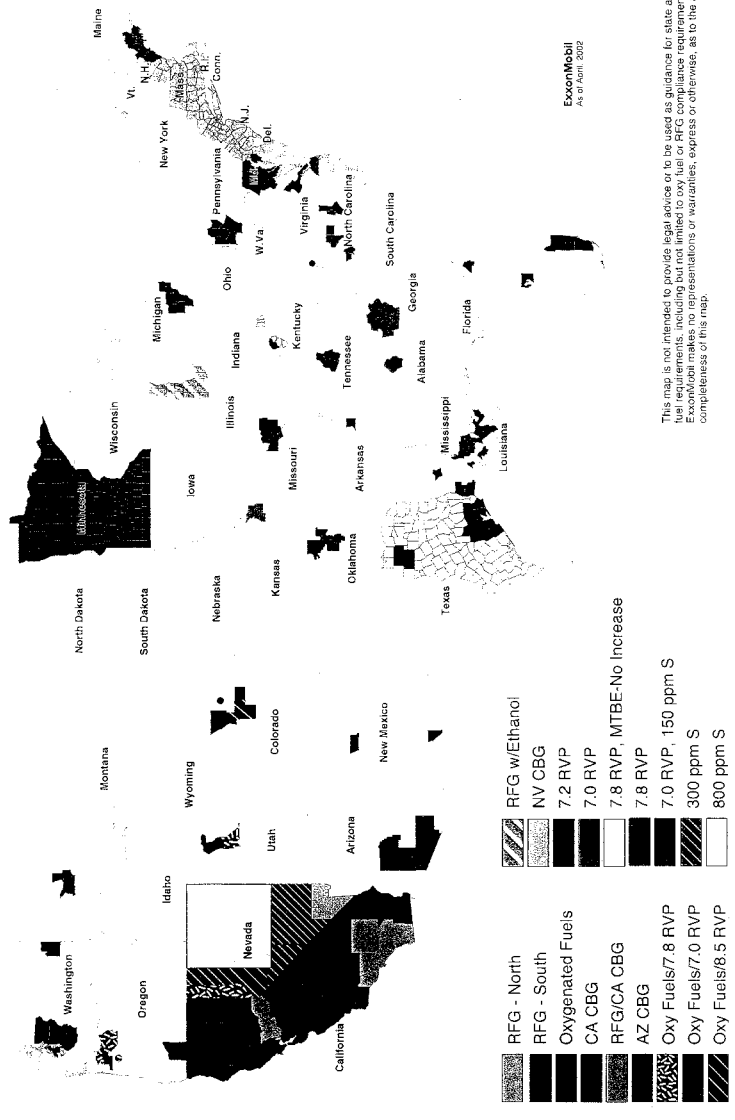 Maine
Vt.
N.H.
Mass.
R.I.
Conn.
New York
N.J.
Del.
Pennsylvania
Md.
Virginia
W.Va.
North Carolina
South Carolina
Ohio
Michigan
Indiana
Kentucky
Tennessee
Georgia
Florida
Alabama
Wisconsin
Illinois
Minnesota
Iowa
Missouri
Arkansas
Mississippi
Louisiana
North Dakota
South Dakota
Nebraska
Kansas
Oklahoma
Texas
Montana
Wyoming
Colorado
New Mexico
Utah
Arizona
Idaho
Nevada
Washington
Oregon
California
ExxonMobil
As of April, 2002
RFG - North
RFG - South
Oxygenated Fuels
CA CBG
RFG/CA CBG
AZ CBG
Oxy Fuels/7.8 RVP
Oxy Fuels/7.0 RVP
Oxy Fuels/8.5 RVP
RFG w/Ethanol
NV CBG
7.2 RVP
7.0 RVP
7.8 RVP, MTBE-No Increase
7.8 RVP
7.0 RVP, 150 ppm S
300 ppm S
800 ppm S
This map is not intended to provide legal advice or to be used as guidance for state a
fuel requirements, including but not limited to oxy fuel or RFG compliance requiremen
ExxonMobil makes no representations or warranties, express or otherwise, as to the
completeness of this map.